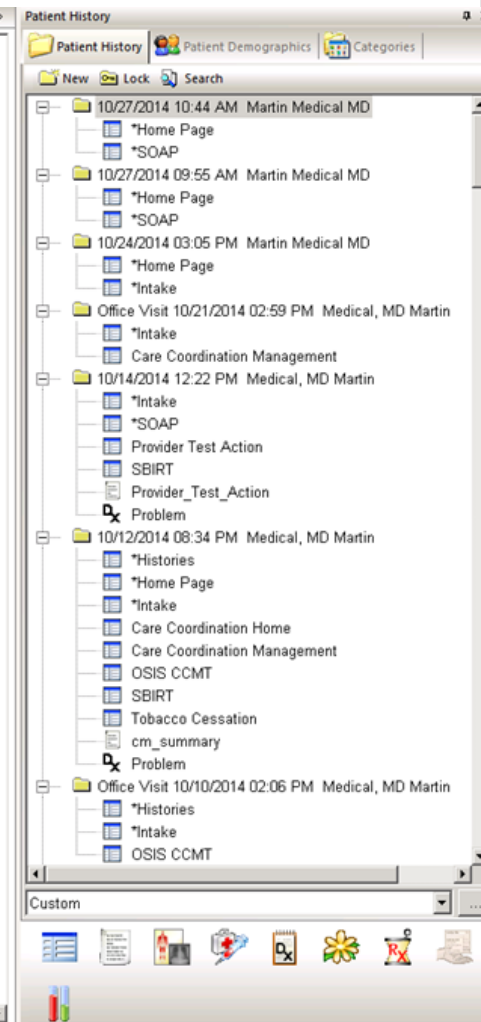 Patient History
Patient History Patient Demographics Categories
New Lock Search
10/27/2014 10:44 AM Martin Medical MD
*Home Page
*SOAP
10/27/2014 09:55 AM Martin Medical MD
*Home Page
*SOAP
10/24/2014 03:05 PM Martin Medical MD
*Home Page
*Intake
Office Visit 10/21/2014 02:59 PM Medical, MD Martin
*Intake
Care Coordination Management
10/14/2014 12:22 PM Medical, MD Martin
*Intake
*SOAP
Provider Test Action
SBIRT
Provider_Test_Action
Dx Problem
10/12/2014 08:34 PM Medical, MD Martin
*Histories
*Home Page
*Intake
Care Coordination Home
Care Coordination Management
OSIS CCMT
SBIRT
Tobacco Cessation
cm_summary
Dx Problem
Office Visit 10/10/2014 02:06 PM Medical, MD Martin
*Histories
*Intake
OSIS CCMT
Custom ...
Dx Rx